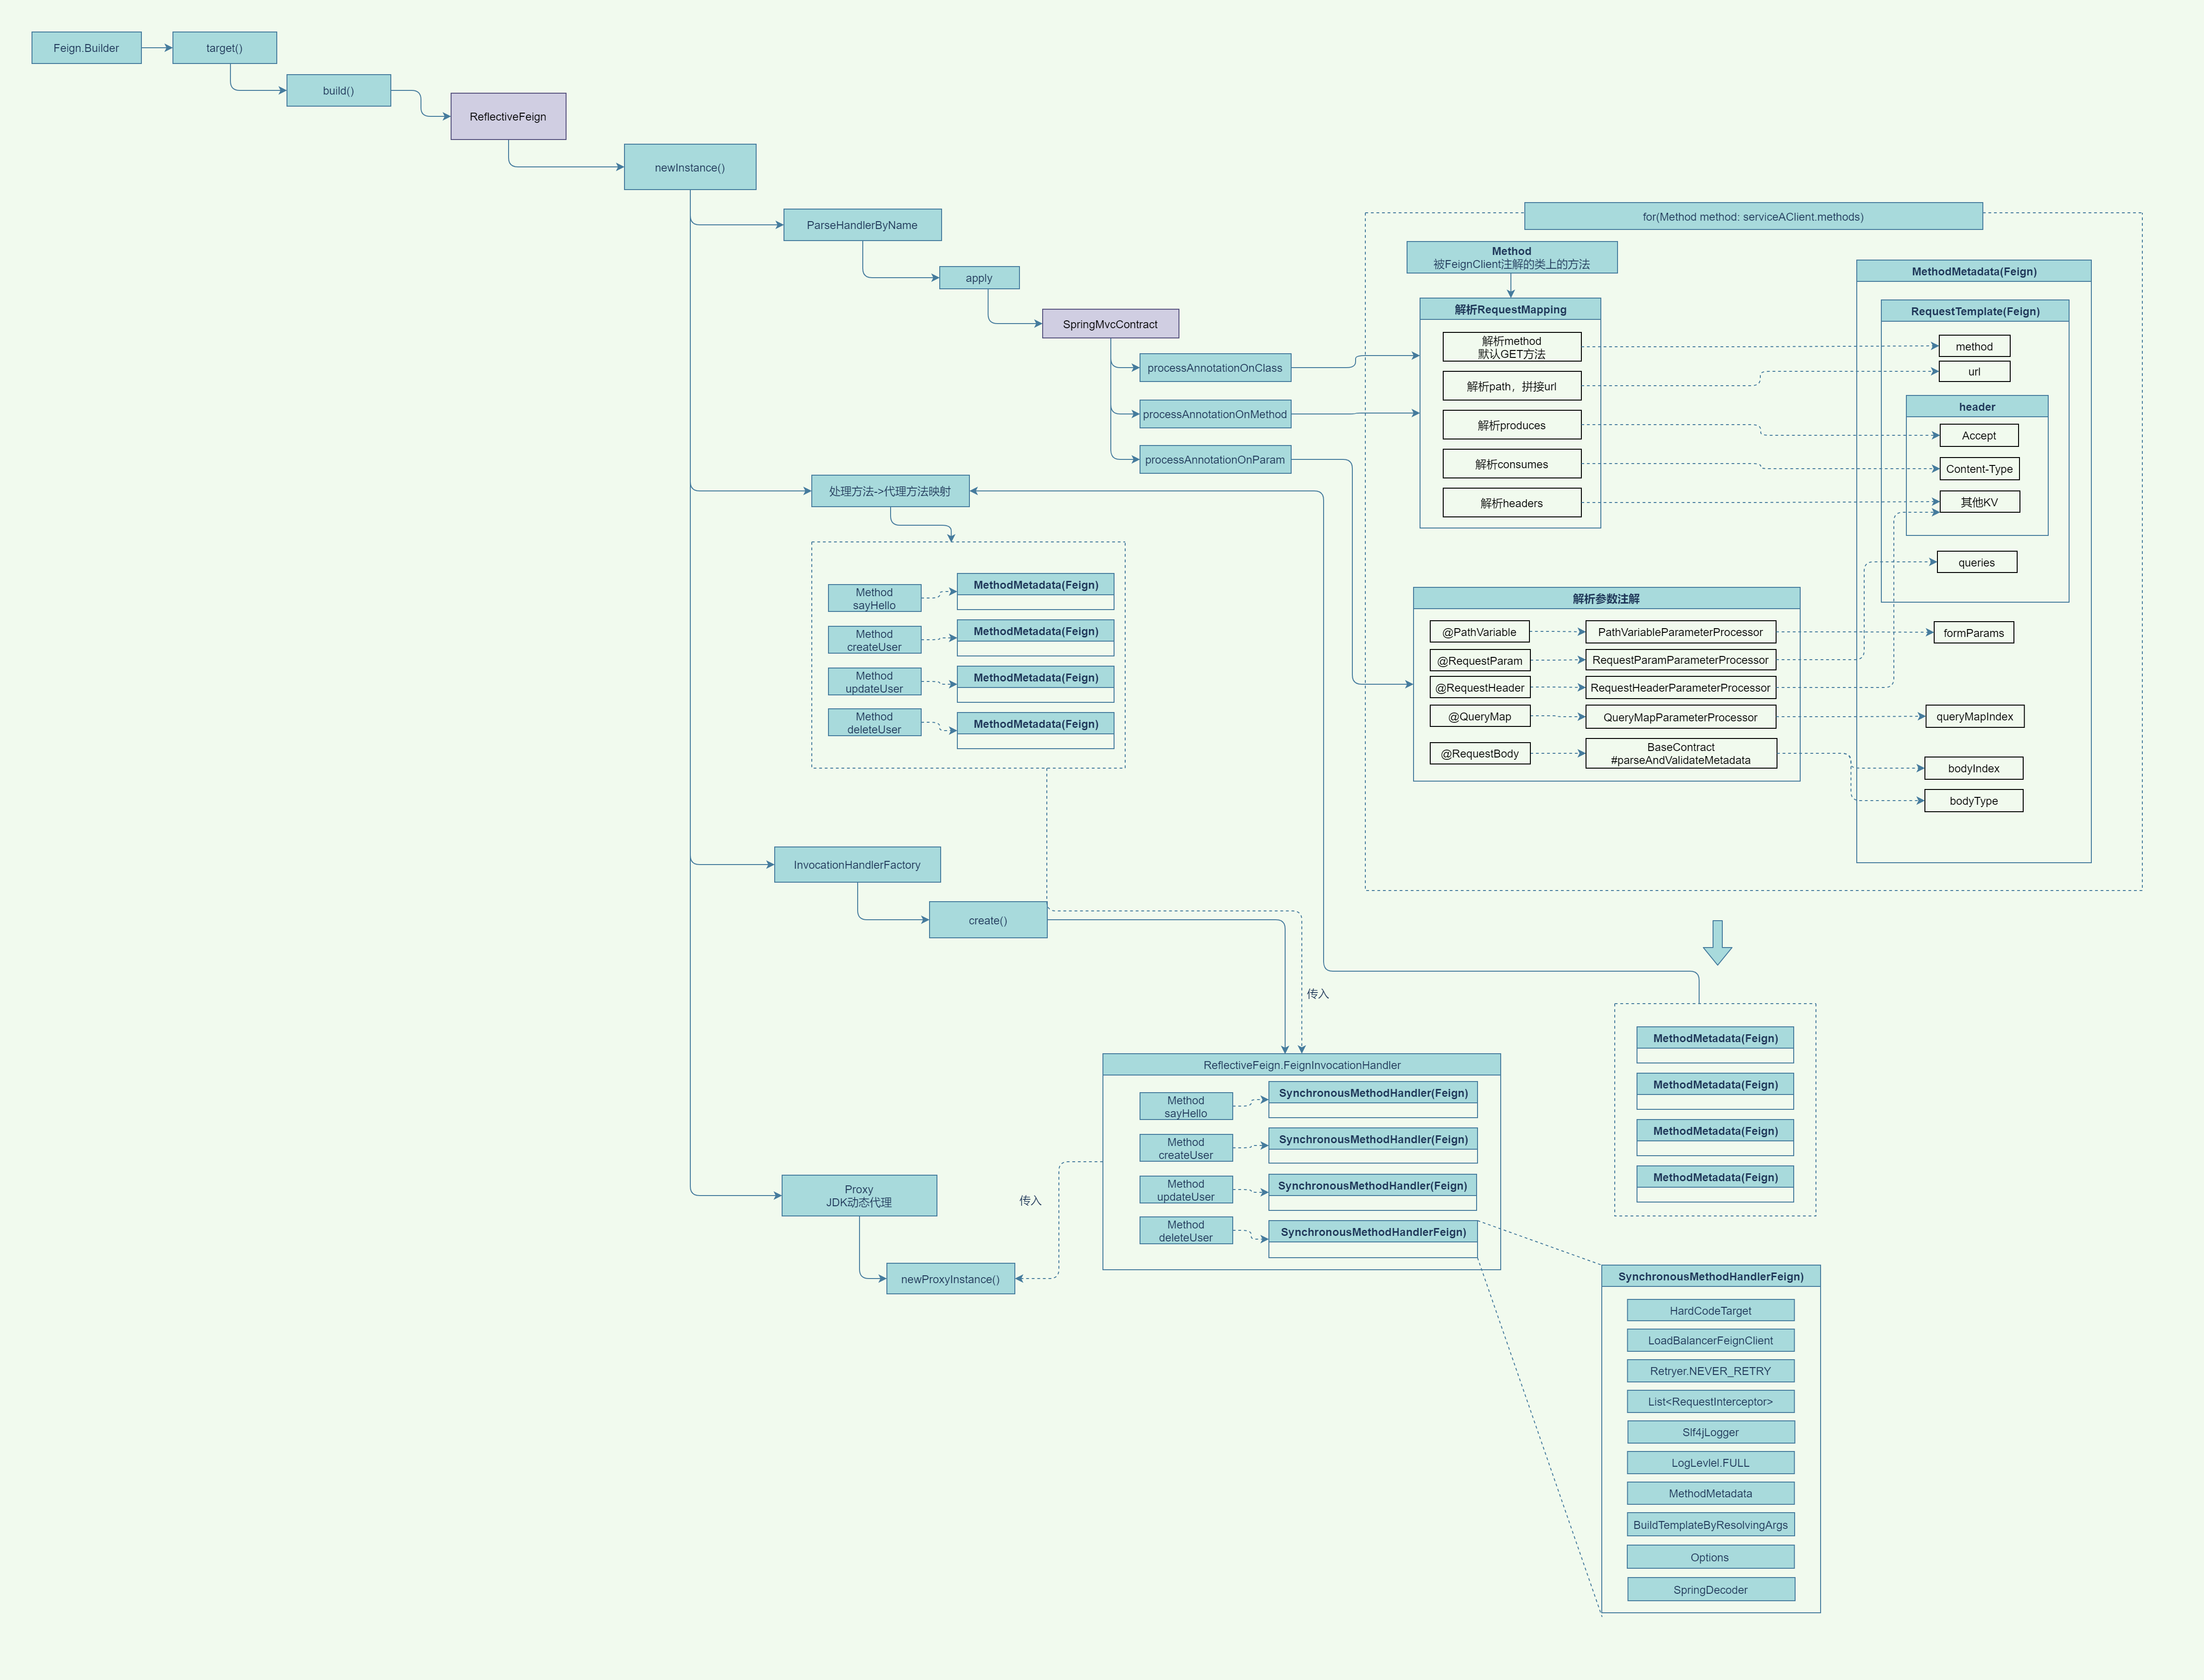 Feign.Builder
target()
build()
ReflectiveFeign
newInstance()
ParseHandlerByName
apply
SpringMvcContract
processAnnotationOnClass
processAnnotationOnMethod
processAnnotationOnParam
for(Method method: serviceAClient.methods)
Method
被FeignClient注解的类上的方法
解析RequestMapping
解析method
默认GET方法
解析path，拼接url
解析produces
解析consumes
解析headers
MethodMetadata(Feign)
RequestTemplate(Feign)
method
url
header
Accept
Content-Type
其他KV
queries
formParams
queryMapIndex
bodyIndex
bodyType
解析参数注解
@PathVariable
PathVariableParameterProcessor
@RequestParam
RequestParamParameterProcessor
@RequestHeader
RequestHeaderParameterProcessor
@QueryMap
QueryMapParameterProcessor
@RequestBody
BaseContract
#parseAndValidateMetadata
处理方法->代理方法映射
Method
sayHello
MethodMetadata(Feign)
Method
createUser
MethodMetadata(Feign)
Method
updateUser
MethodMetadata(Feign)
Method
deleteUser
MethodMetadata(Feign)
InvocationHandlerFactory
create()
传入
MethodMetadata(Feign)
MethodMetadata(Feign)
MethodMetadata(Feign)
MethodMetadata(Feign)
ReflectiveFeign.FeignInvocationHandler
Method
sayHello
SynchronousMethodHandler(Feign)
Method
createUser
SynchronousMethodHandler(Feign)
Method
updateUser
SynchronousMethodHandler(Feign)
Method
deleteUser
SynchronousMethodHandlerFeign)
Proxy
JDK动态代理
传入
newProxyInstance()
SynchronousMethodHandlerFeign)
HardCodeTarget
LoadBalancerFeignClient
Retryer.NEVER_RETRY
List<RequestInterceptor>
Slf4jLogger
LogLevlel.FULL
MethodMetadata
BuildTemplateByResolvingArgs
Options
SpringDecoder